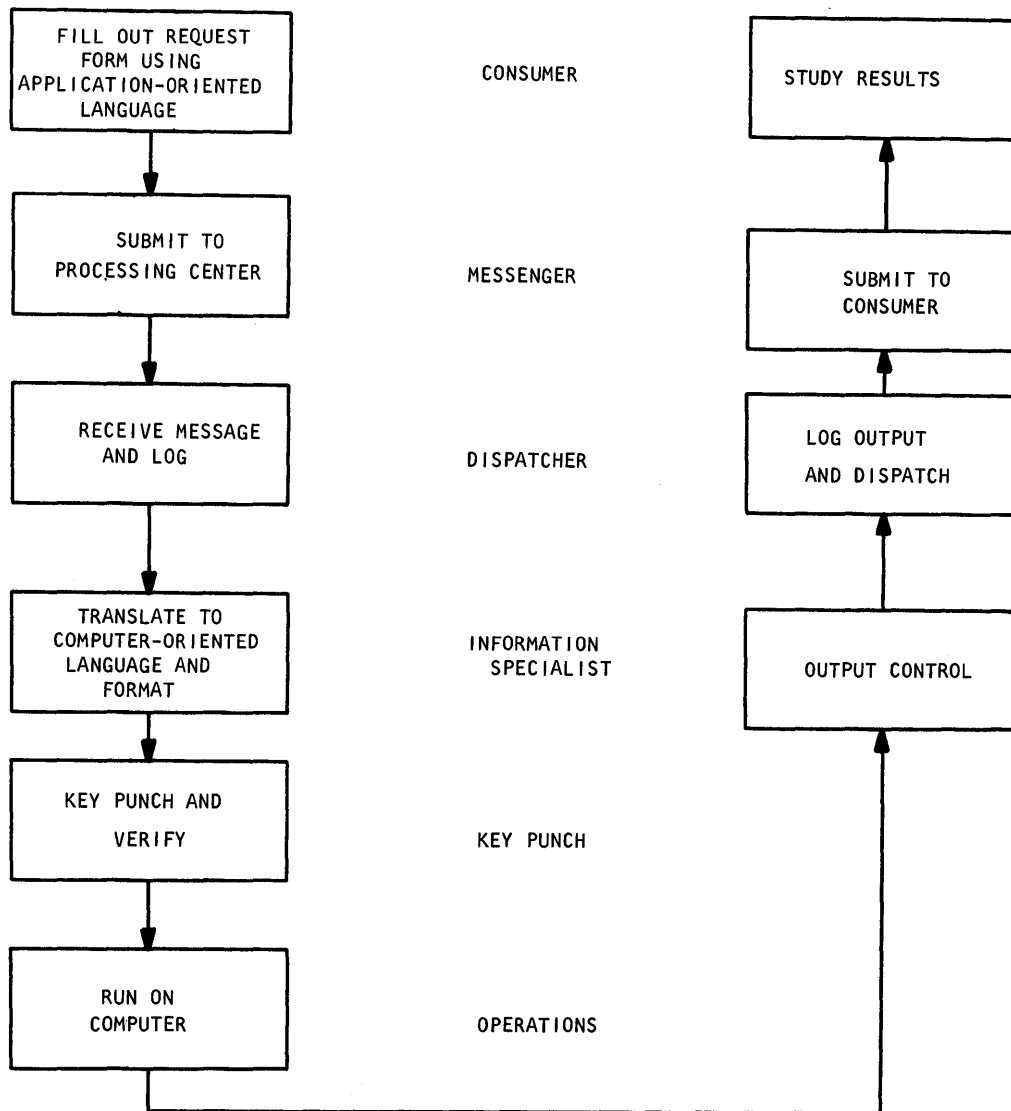 FILL OUT REQUEST
FORM USING
APPLICATION-ORIENTED
LANGUAGE
SUBMIT TO
PROCESSING CENTER
RECEIVE MESSAGE
AND LOG
TRANSLATE TO
COMPUTER-ORIENTED
LANGUAGE AND
FORMAT
KEY PUNCH AND
VERIFY
RUN ON
COMPUTER
CONSUMER
MESSENGER
DISPATCHER
INFORMATION
SPECIALIST
KEY PUNCH
OPERATIONS
STUDY RESULTS
SUBMIT TO
CONSUMER
LOG OUTPUT
AND DISPATCH
OUTPUT CONTROL